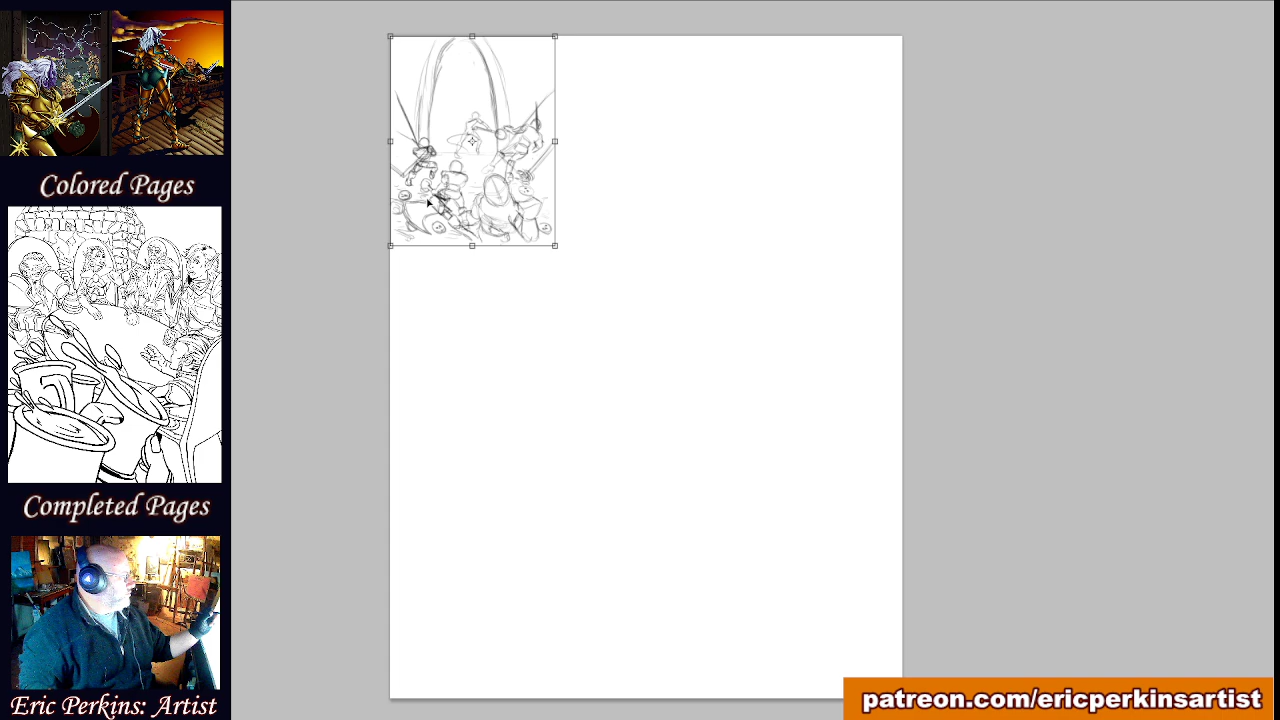 Colored Pages
Completed Pages
Eric Perkins: Artist
patreon.com/ericperkinsartist